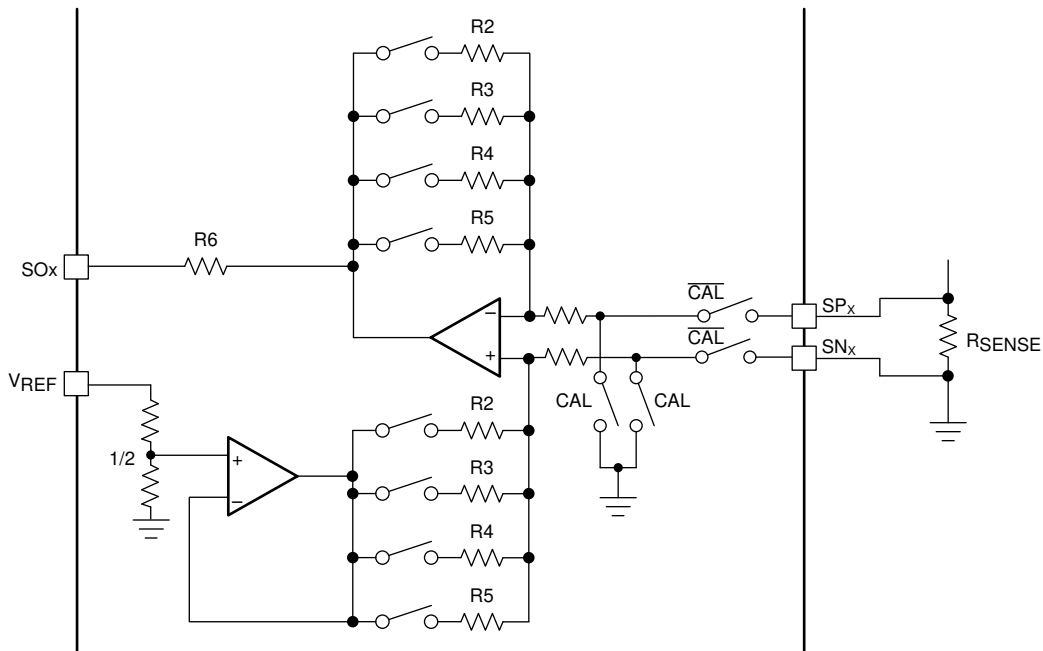 R2
R3
R4
R5
R6
SOx
−
+
CAL
CAL
SPx
SNx
RSENSE
VREF
1/2
+
−
CAL
CAL
R2
R3
R4
R5